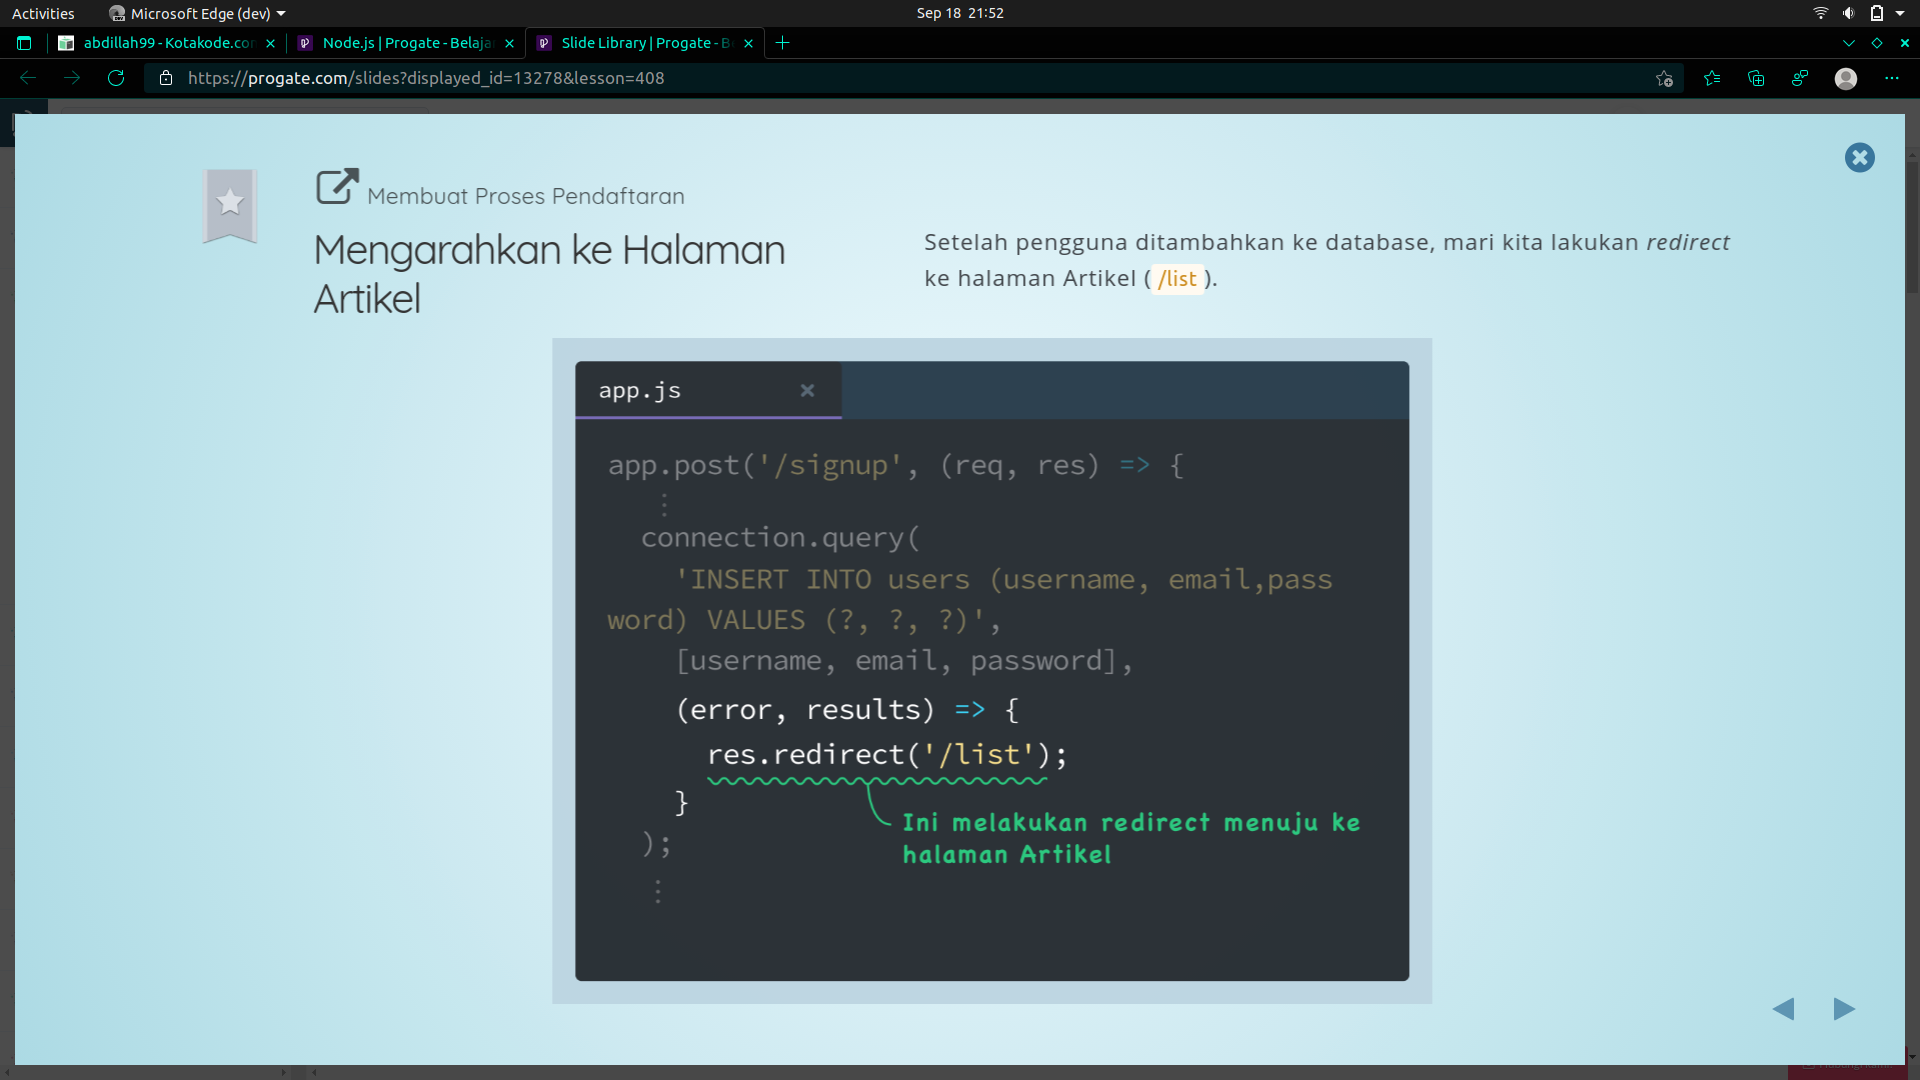 Activities
Microsoft Edge (dev)
Sep 18 21:52
abdillah99 - Kotakode.con
Node.js | Progate - Belaja
Slide Library | Progate - B
https://progate.com/slides?displayed_id=13278&lesson=408
Membuat Proses Pendaftaran
Mengarahkan ke Halaman
Artikel
Setelah pengguna ditambahkan ke database, mari kita lakukan redirect
ke halaman Artikel ( /list ).
app.js
app.post('/signup', (req, res) => {
⋮
connection.query(
'INSERT INTO users (username, email,pass
word) VALUES (?, ?, ?)',
[username, email, password],
(error, results) => {
res.redirect('/list');
}
Ini melakukan redirect menuju ke
halaman Artikel
);
⋮